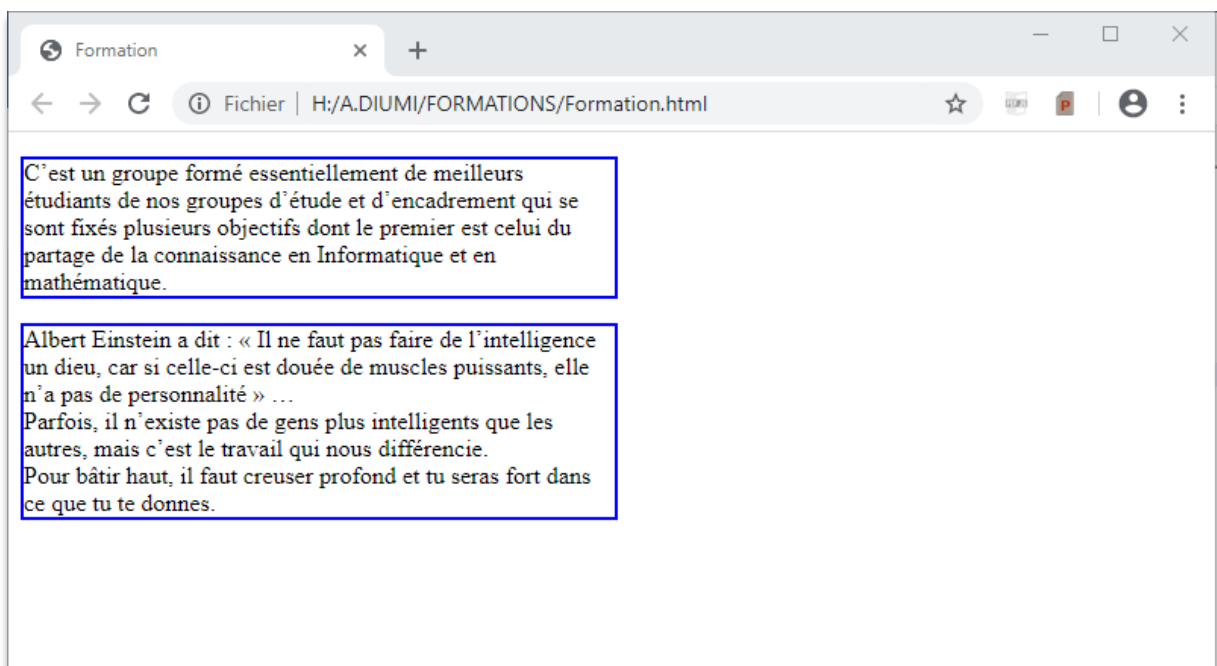 Formation
Fichier | H:/A.DIUMI/FORMATIONS/Formation.html
C’est un groupe formé essentiellement de meilleurs
étudiants de nos groupes d’étude et d’encadrement qui se
sont fixés plusieurs objectifs dont le premier est celui du
partage de la connaissance en Informatique et en
mathématique.
Albert Einstein a dit : « Il ne faut pas faire de l’intelligence
un dieu, car si celle-ci est douée de muscles puissants, elle
n’a pas de personnalité » …
Parfois, il n’existe pas de gens plus intelligents que les
autres, mais c’est le travail qui nous différencie.
Pour bâtir haut, il faut creuser profond et tu seras fort dans
ce que tu te donnes.